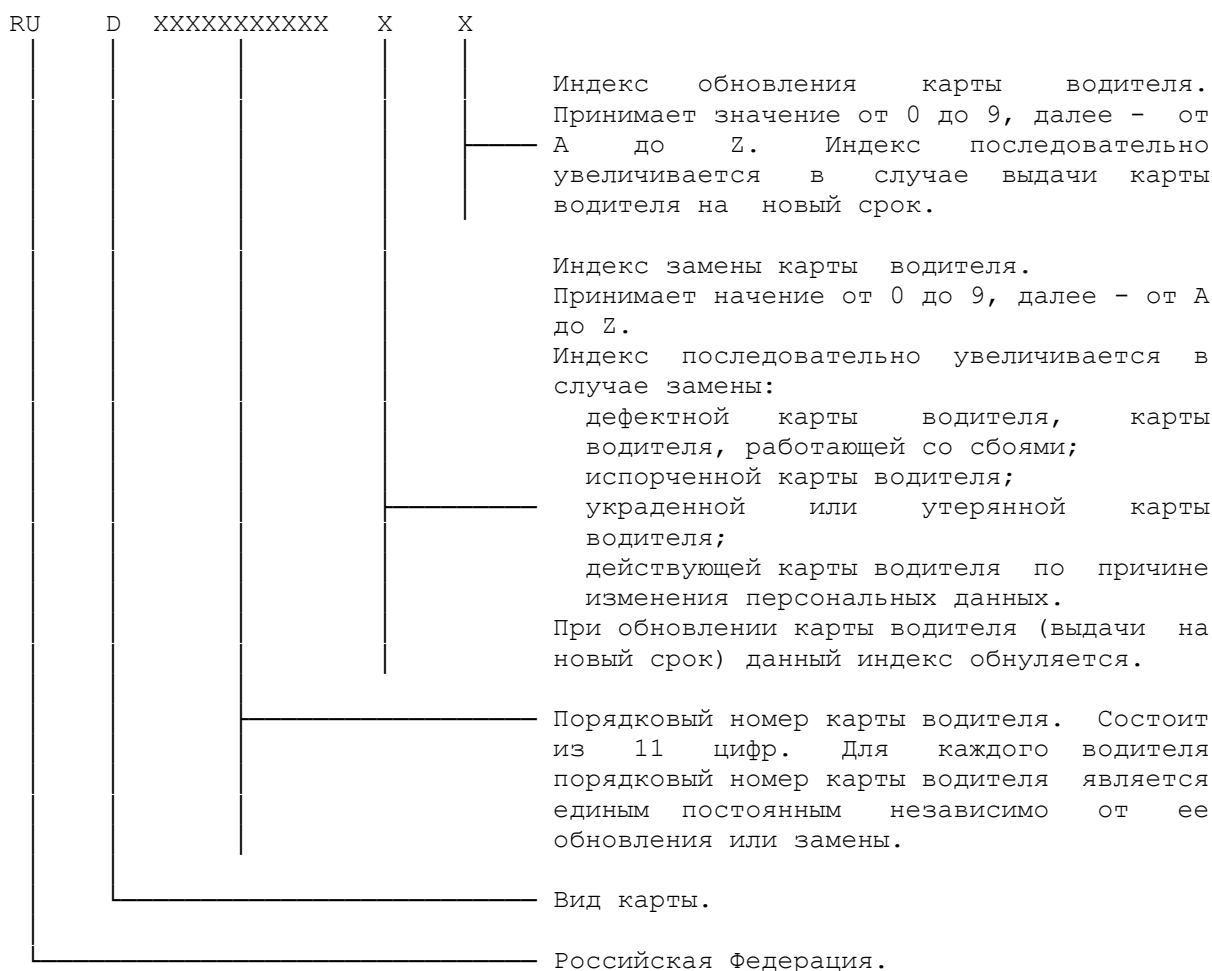 RU D XXXXXXXXXXX X X
Индекс обновления карты водителя.
Принимает значение от 0 до 9, далее - от
A до Z. Индекс последовательно
увеличивается в случае выдачи карты
водителя на новый срок.
Индекс замены карты водителя.
Принимает начение от 0 до 9, далее - от A
до Z.
Индекс последовательно увеличивается в
случае замены:
дефектной карты водителя, карты
водителя, работающей со сбоями;
испорченной карты водителя;
украденной или утерянной карты
водителя;
действующей карты водителя по причине
изменения персональных данных.
При обновлении карты водителя (выдачи на
новый срок) данный индекс обнуляется.
Порядковый номер карты водителя. Состоит
из 11 цифр. Для каждого водителя
порядковый номер карты водителя является
единым постоянным независимо от ее
обновления или замены.
Вид карты.
Российская Федерация.